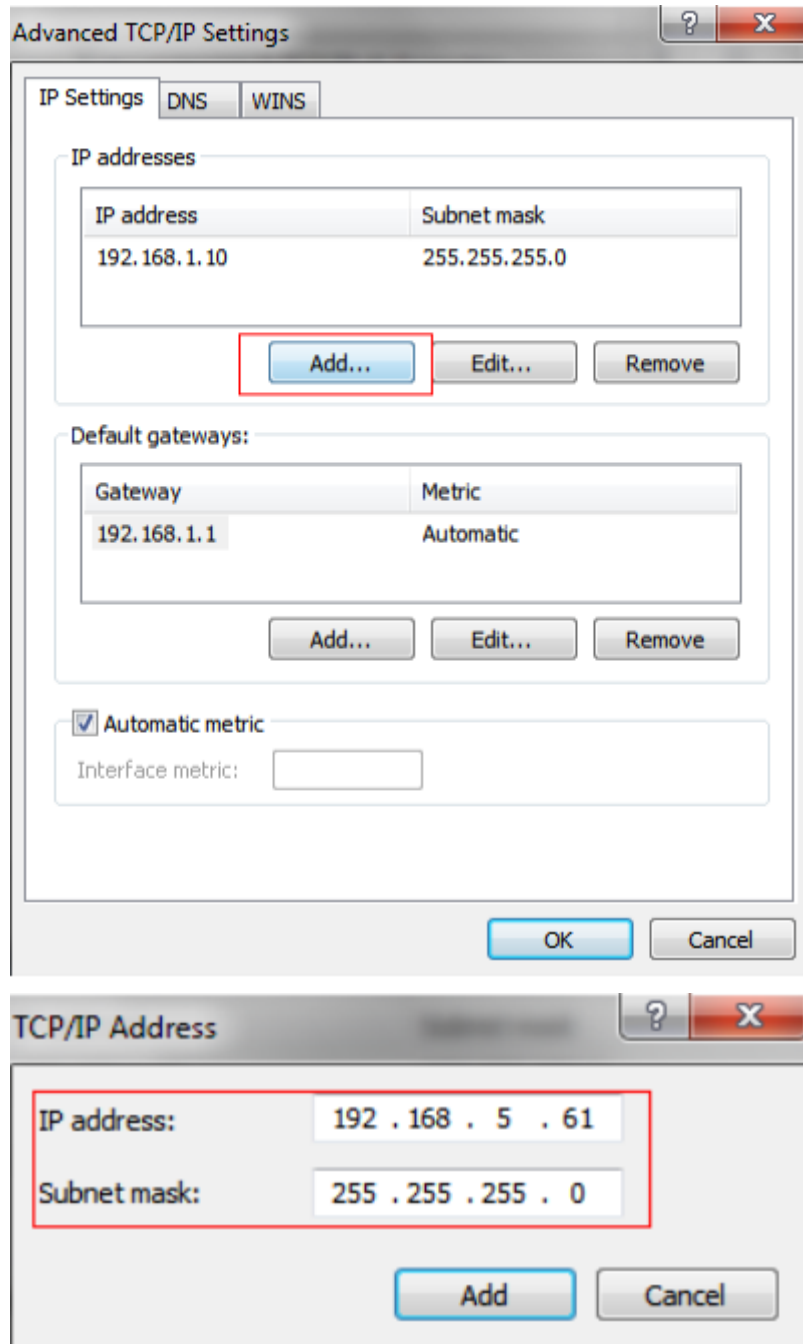 Advanced TCP/IP Settings
?
IP Settings DNS WINS
IP addresses
IP address Subnet mask
192.168.1.10 255.255.255.0
Add... Edit... Remove
Default gateways:
Gateway Metric
192.168.1.1 Automatic
Add... Edit... Remove
Automatic metric
Interface metric:
OK Cancel
TCP/IP Address
Subnet mask
?
IP address: 192 . 168 . 5 . 61
Subnet mask: 255 . 255 . 255 . 0
Add Cancel